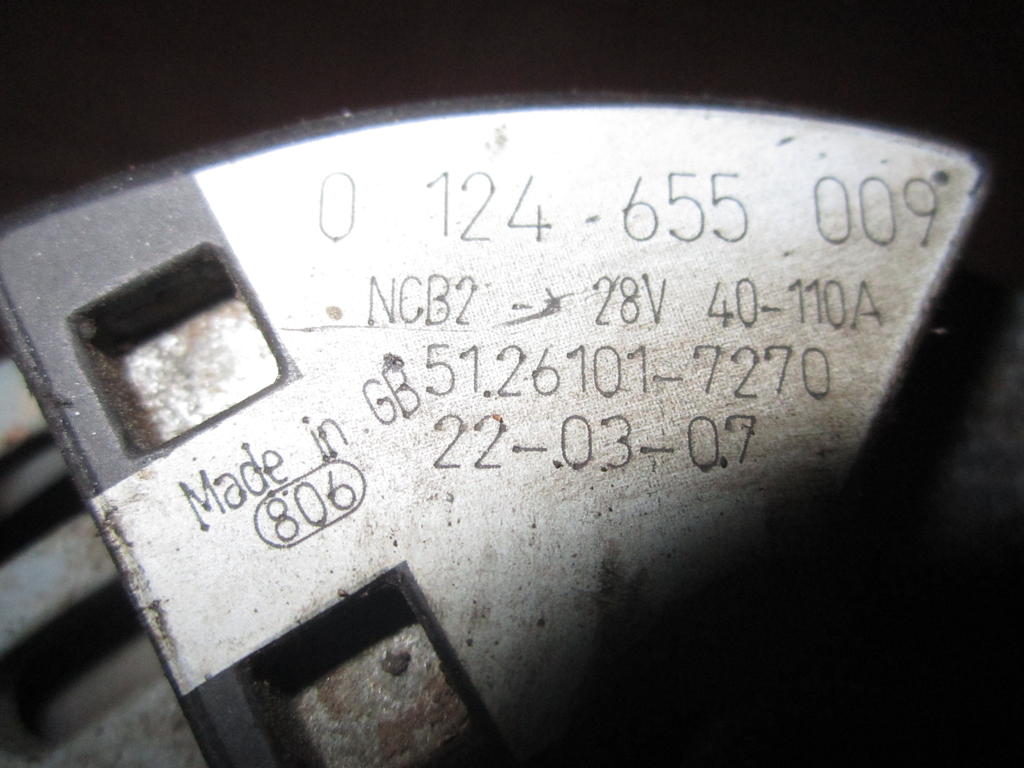 0 124 655 009
NCB2 → 28V 40-110A
51.26101-7270
22-03-07
Made in GB
806